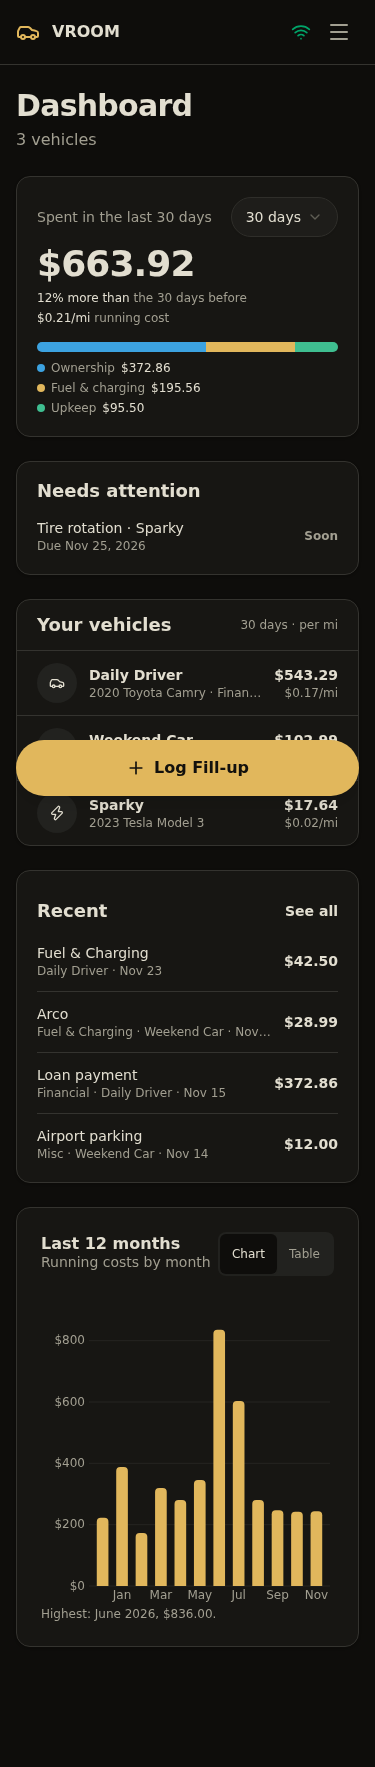 VROOM
Dashboard
3 vehicles
Spent in the last 30 days
30 days
$663.92
12% more than the 30 days before
$0.21/mi running cost
Ownership $372.86
Fuel & charging $195.56
Upkeep $95.50
Needs attention
Tire rotation · Sparky
Due Nov 25, 2026
Soon
Your vehicles
30 days · per mi
Daily Driver
$543.29
2020 Toyota Camry · Finan…
$0.17/mi
Weekend Car
$102.99
Log Fill-up
Sparky
$17.64
2023 Tesla Model 3
$0.02/mi
Recent
See all
Fuel & Charging
Daily Driver · Nov 23
$42.50
Arco
Fuel & Charging · Weekend Car · Nov…
$28.99
Loan payment
Financial · Daily Driver · Nov 15
$372.86
Airport parking
Misc · Weekend Car · Nov 14
$12.00
Last 12 months
Running costs by month
Chart
Table
$800
$600
$400
$200
$0
Jan Mar May Jul Sep Nov
Highest: June 2026, $836.00.